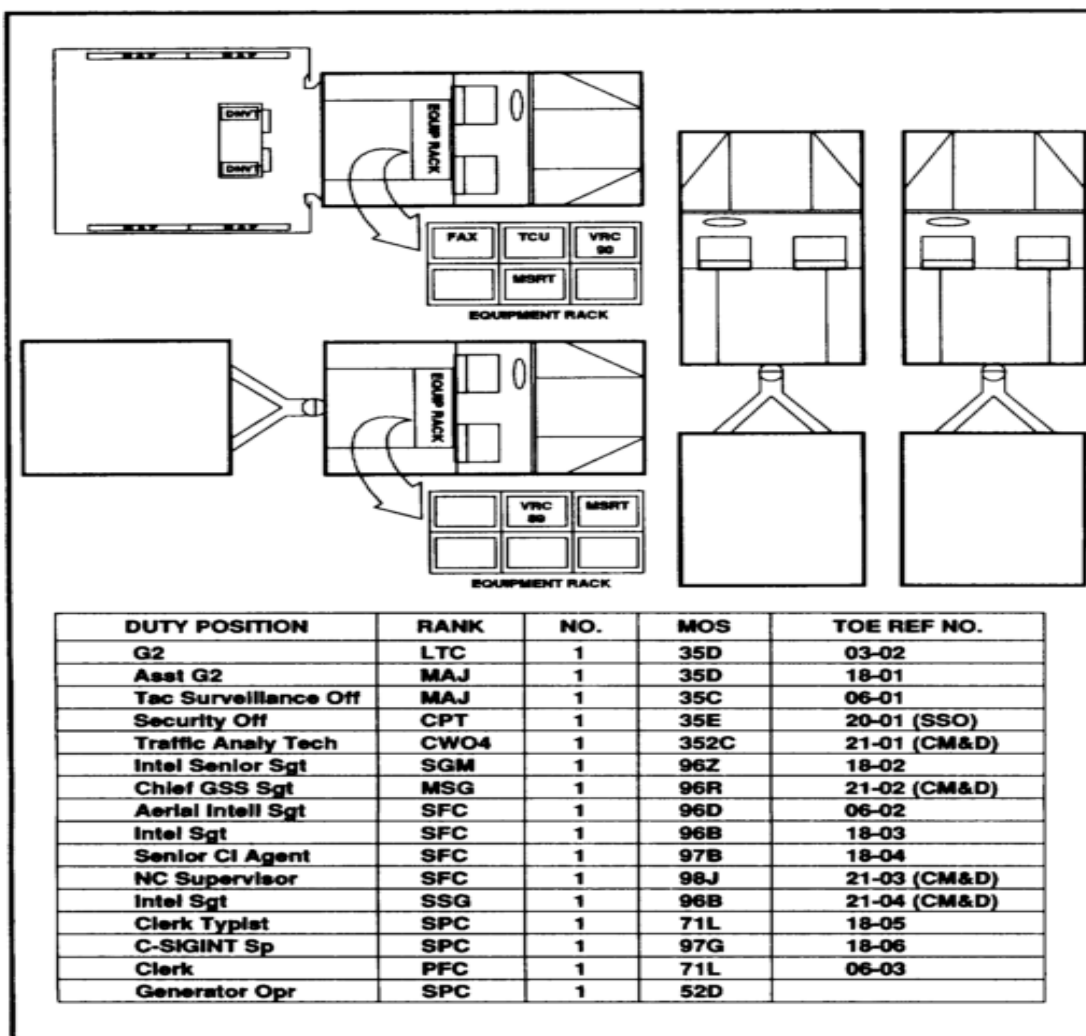 MAP MAP
DNVT
DNVT
EQUIP RACK
MAP MAP
FAX TCU VRC 90
MSRT
EQUIPMENT RACK
EQUIP RACK
VRC MSRT
EQUIPMENT RACK
DUTY POSITION RANK NO. MOS TOE REF NO.
G2 LTC 1 35D 03-02
Asst G2 MAJ 1 35D 18-01
Tac Surveillance Off MAJ 1 35C 06-01
Security Off CPT 1 35E 20-01 (SSO)
Traffic Analy Tech CWO4 1 352C 21-01 (CM&D)
Intel Senior Sgt SGM 1 96Z 18-02
Chief GSS Sgt MSG 1 96R 21-02 (CM&D)
Aerial Intell Sgt SFC 1 96D 06-02
Intel Sgt SFC 1 96B 18-03
Senior CI Agent SFC 1 97B 18-04
NC Supervisor SFC 1 98J 21-03 (CM&D)
Intel Sgt SSG 1 96B 21-04 (CM&D)
Clerk Typist SPC 1 71L 18-05
C-SIGINT Sp SPC 1 97G 18-06
Clerk PFC 1 71L 06-03
Generator Opr SPC 1 52D